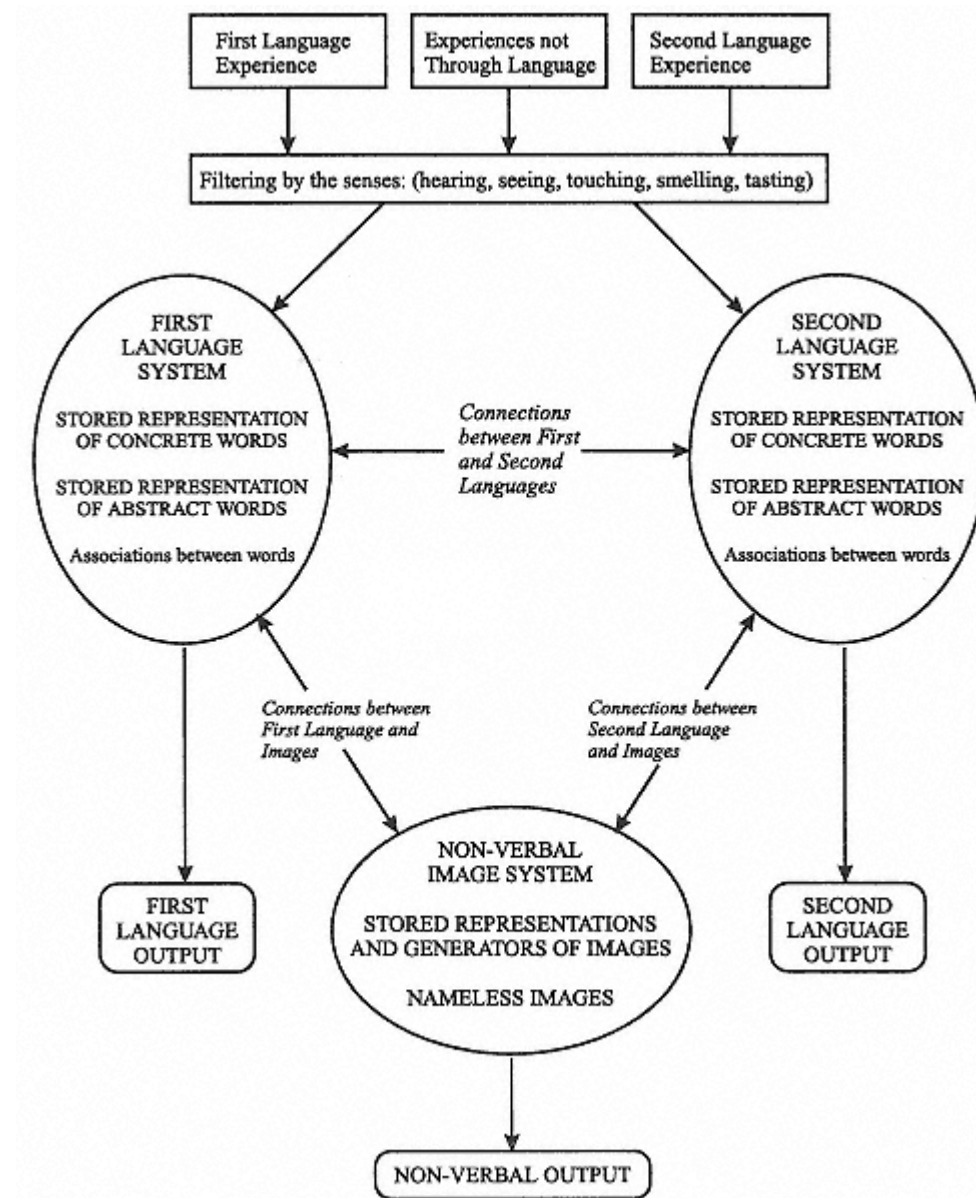 First Language
Experience
Experiences not
Through Language
Second Language
Experience
Filtering by the senses: (hearing, seeing, touching, smelling, tasting)
FIRST
LANGUAGE
SYSTEM
STORED REPRESENTATION
OF CONCRETE WORDS
STORED REPRESENTATION
OF ABSTRACT WORDS
Associations between words
Connections
between First
and Second
Languages
SECOND
LANGUAGE
SYSTEM
STORED REPRESENTATION
OF CONCRETE WORDS
STORED REPRESENTATION
OF ABSTRACT WORDS
Associations between words
Connections between
First Language and
Images
Connections between
Second Language
and Images
NON-VERBAL
IMAGE SYSTEM
STORED REPRESENTATIONS
AND GENERATORS OF IMAGES
NAMELESS IMAGES
FIRST
LANGUAGE
OUTPUT
SECOND
LANGUAGE
OUTPUT
NON-VERBAL OUTPUT